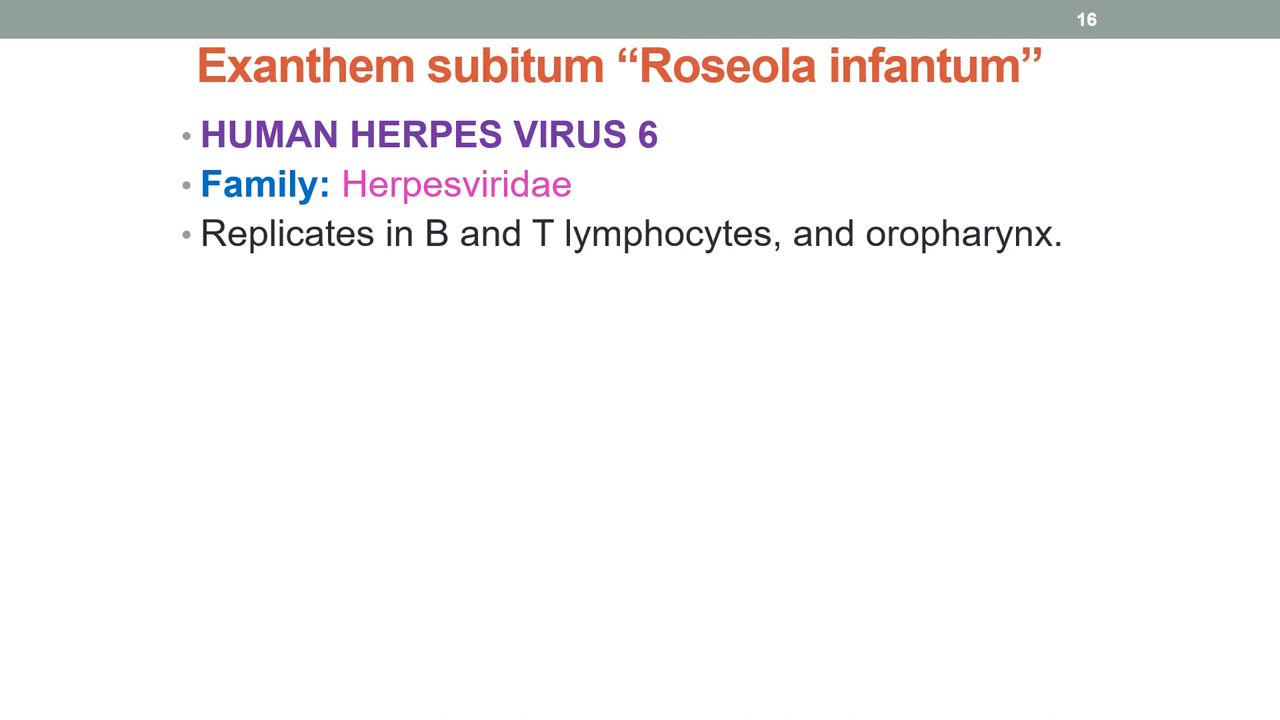 16
Exanthem subitum “Roseola infantum”
• HUMAN HERPES VIRUS 6
• Family: Herpesviridae
• Replicates in B and T lymphocytes, and oropharynx.